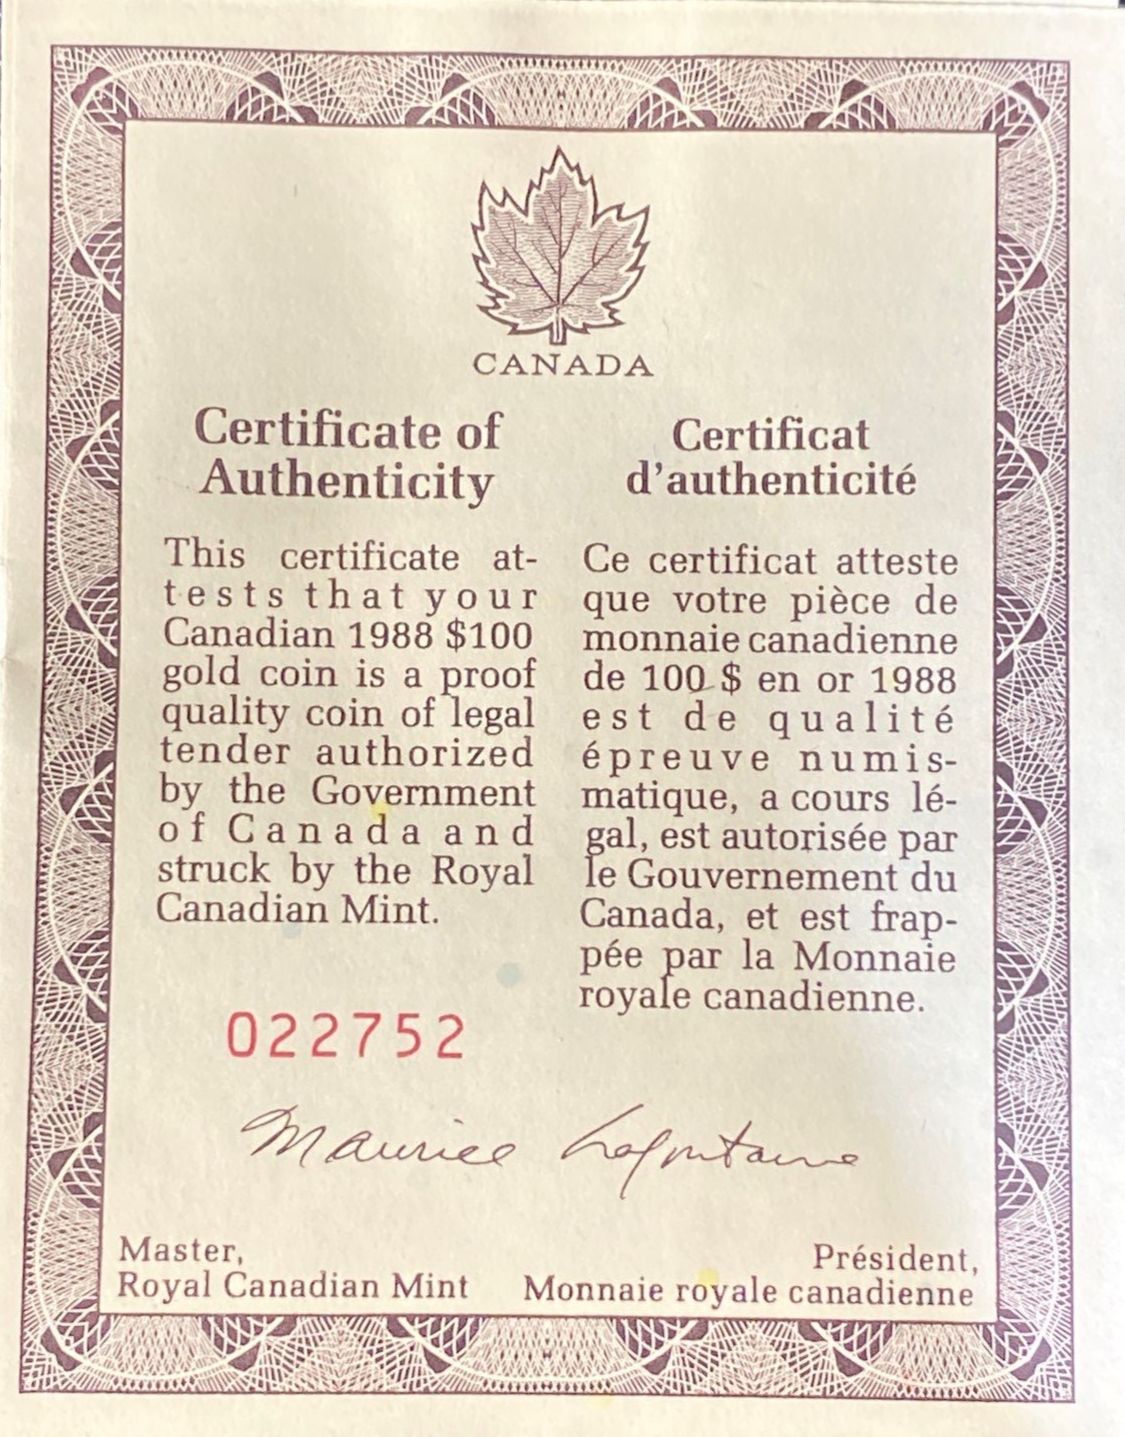 CANADA
Certificate of
Authenticity
This certificate at-
tests that your
Canadian 1988 $100
gold coin is a proof
quality coin of legal
tender authorized
by the Government
of Canada and
struck by the Royal
Canadian Mint.
Certificat
d'authenticité
Ce certificat atteste
que votre pièce de
monnaie canadienne
de 100 $ en or 1988
est de qualité
épreuve numis-
matique, a cours lé-
gal, est autorisée par
le Gouvernement du
Canada, et est frap-
pée par la Monnaie
royale canadienne.
022752
Maurice Lafontaine
Master,
Royal Canadian Mint
Président,
Monnaie royale canadienne